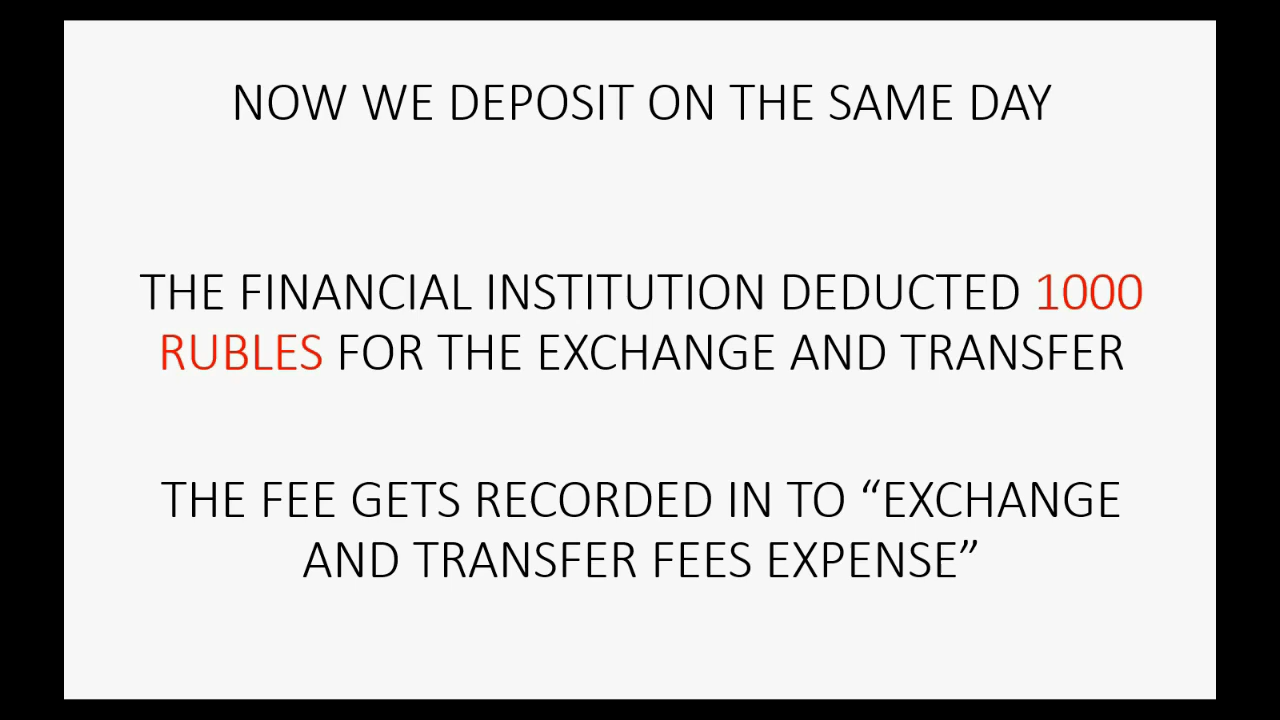 NOW WE DEPOSIT ON THE SAME DAY
THE FINANCIAL INSTITUTION DEDUCTED 1000
RUBLES FOR THE EXCHANGE AND TRANSFER
THE FEE GETS RECORDED IN TO “EXCHANGE
AND TRANSFER FEES EXPENSE”